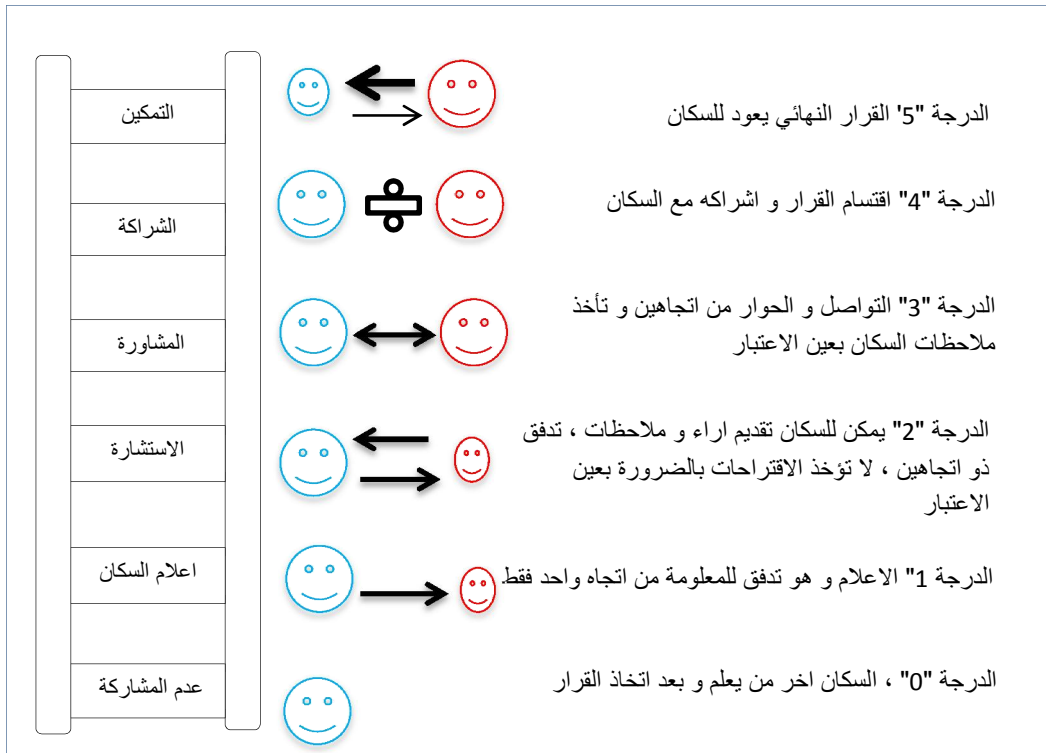 التمكين
الدرجة "5' القرار النهائي يعود للسكان
الشراكة
الدرجة "4" اقتسام القرار و اشراكه مع السكان
المشاورة
الدرجة "3" التواصل و الحوار من اتجاهين و تأخذ
ملاحظات السكان بعين الاعتبار
الاستشارة
الدرجة "2" يمكن للسكان تقديم اراء و ملاحظات ، تدفق
ذو اتجاهين ، لا تؤخذ الاقتراحات بالضرورة بعين
الاعتبار
اعلام السكان
الدرجة 1" الاعلام و هو تدفق للمعلومة من اتجاه واحد فقط.
عدم المشاركة
الدرجة "0" ، السكان اخر من يعلم و بعد اتخاذ القرار